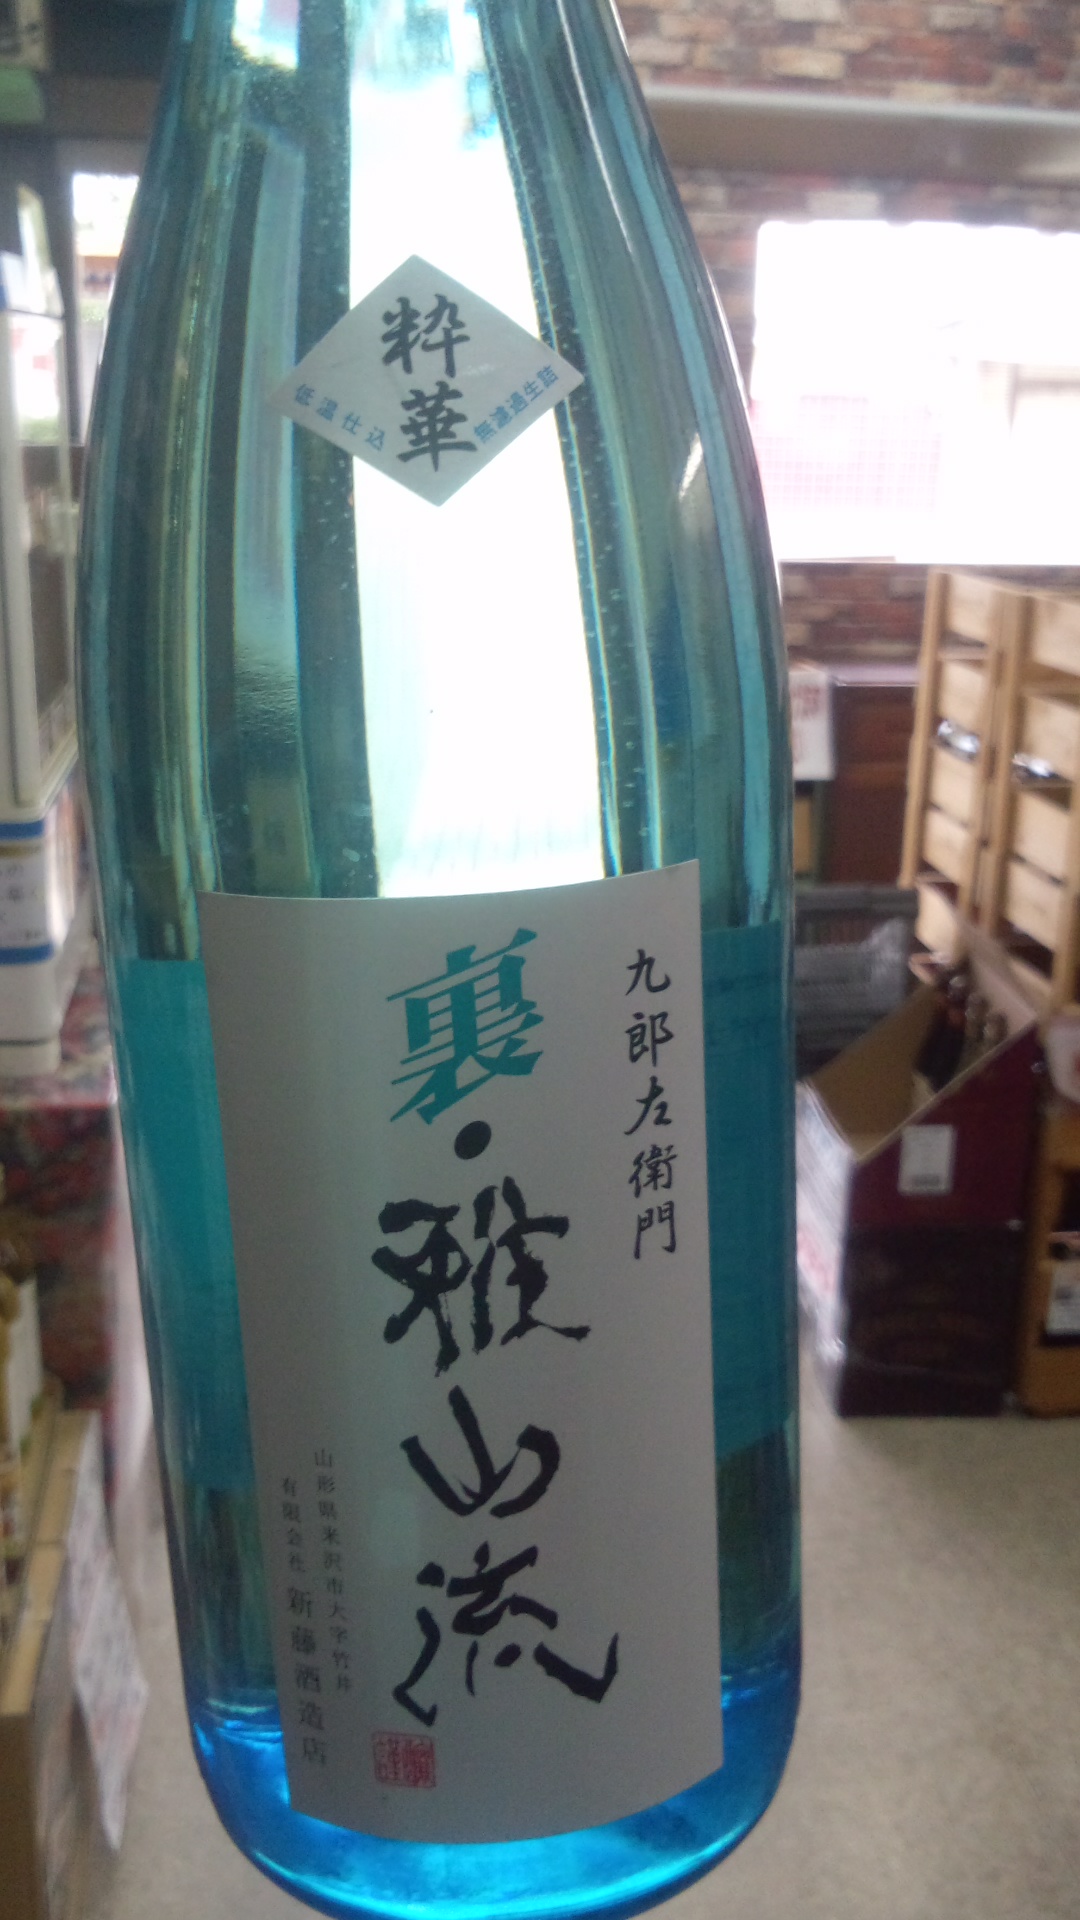 粋華
低温仕込
無濾過生詰
九郎左衛門
裏・雅山流
山形県米沢市大字竹井
有限会社 新藤酒造店